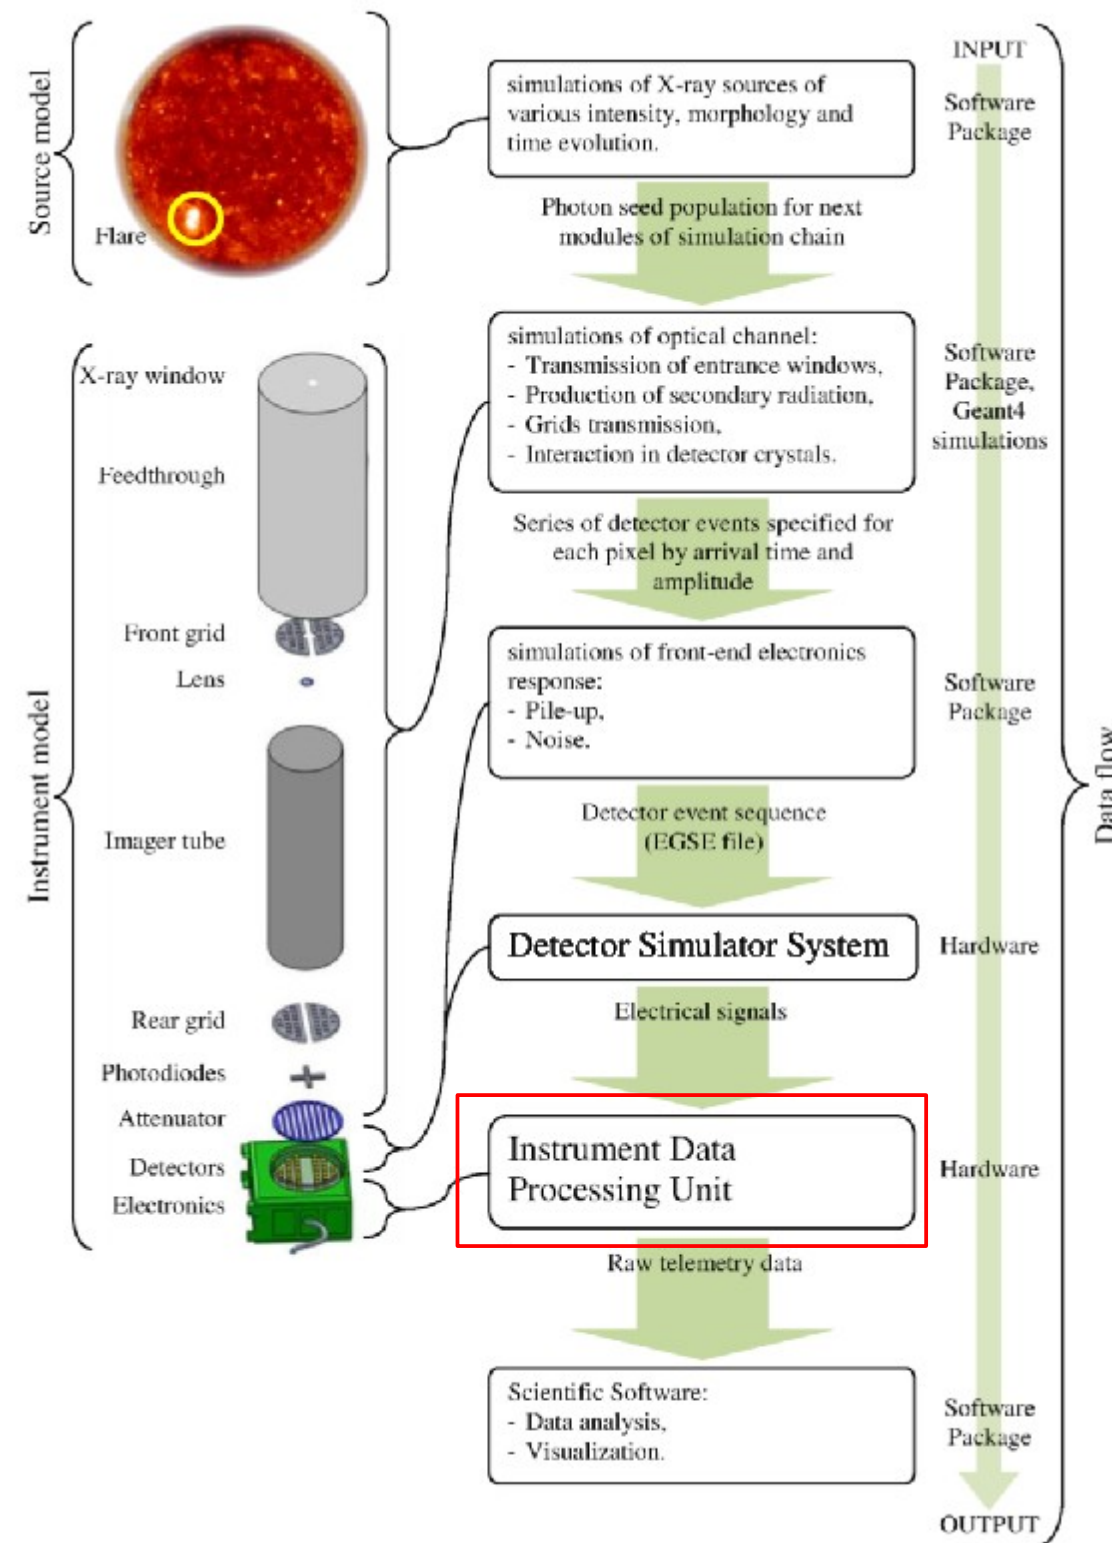 Source model
Flare
simulations of X-ray sources of
various intensity, morphology and
time evolution.
INPUT
Software
Package
Photon seed population for next
modules of simulation chain
Instrument model
X-ray window
Feedthrough
Front grid
Lens
Imager tube
Rear grid
Photodiodes
Attenuator
Detectors
Electronics
simulations of optical channel:
- Transmission of entrance windows,
- Production of secondary radiation,
- Grids transmission,
- Interaction in detector crystals.
Software
Package,
Geant4
simulations
Series of detector events specified for
each pixel by arrival time and
amplitude
simulations of front-end electronics
response:
- Pile-up,
- Noise.
Software
Package
Data flow
Detector event sequence
(EGSE file)
Detector Simulator System
Hardware
Electrical signals
Instrument Data
Processing Unit
Hardware
Raw telemetry data
Scientific Software:
- Data analysis,
- Visualization.
Software
Package
OUTPUT